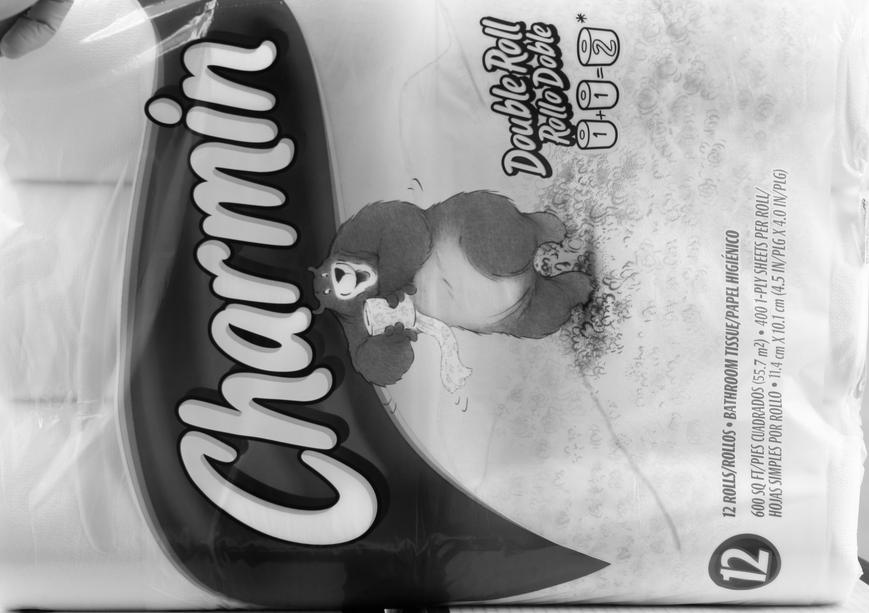 Charmin
Double Roll
Rollo Doble
1+1=2*
12
12 ROLLS/ROLLOS • BATHROOM TISSUE/PAPEL HIGIÉNICO
600 SQ FT/PIES CUADRADOS (55.7 m²) • 400 1-PLY SHEETS PER ROLL/
HOJAS SIMPLES POR ROLLO • 11.4 cm X 10.1 cm (4.5 IN/PLG X 4.0 IN/PLG)